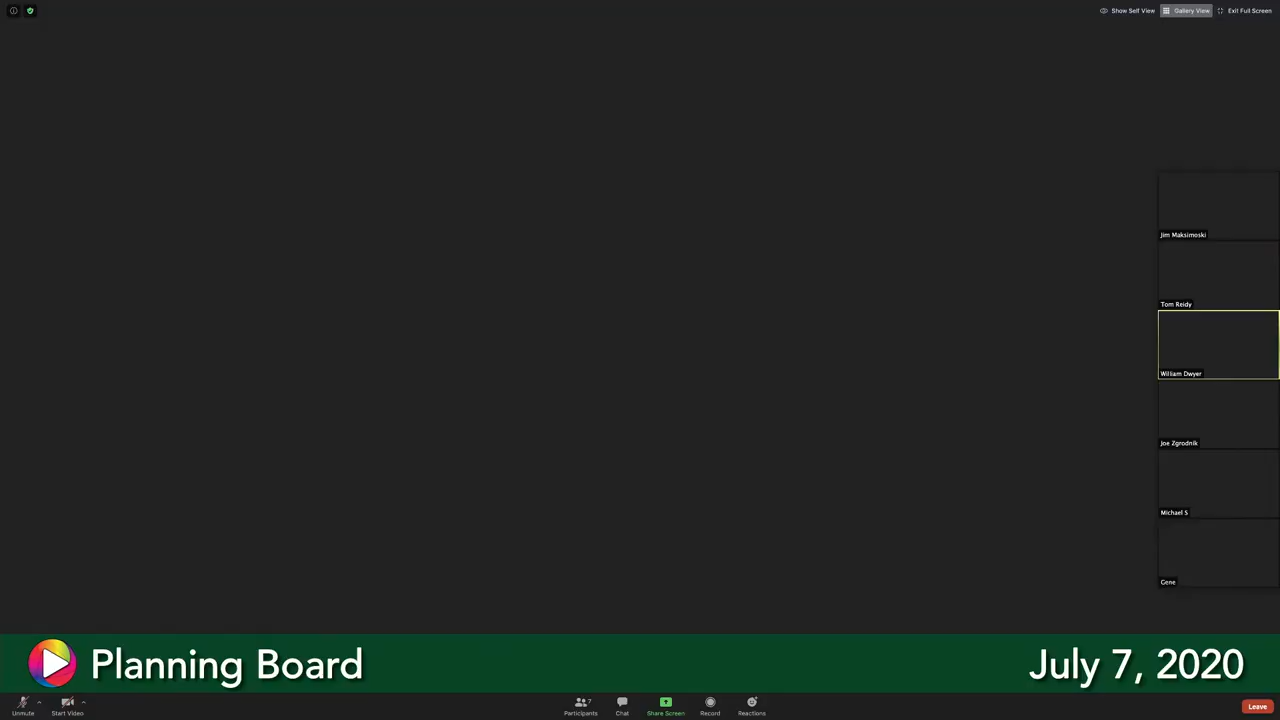 Show Self View Gallery View Exit Full Screen
Jim Maksimoski
Tom Reidy
William Dwyer
Joe Zgrodnik
Michael S
Gene
Planning Board July 7, 2020
Unmute Start Video Participants 7 Chat Share Screen Record Reactions Leave